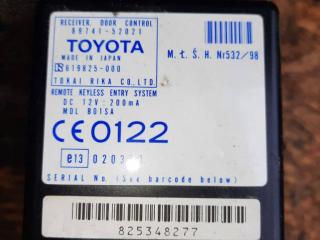 RECEIVER, DOOR CONTROL
89741-52021
TOYOTA
MADE IN JAPAN
M.Ł.Ś.H. Nr532/98
619825-000
TOKAI RIKA CO.,LTD.
REMOTE KEYLESS ENTRY SYSTEM
DC 12V: 200mA
MDL B01SA
CE0122
e13
SERIAL No. (See barcode below)
825348277